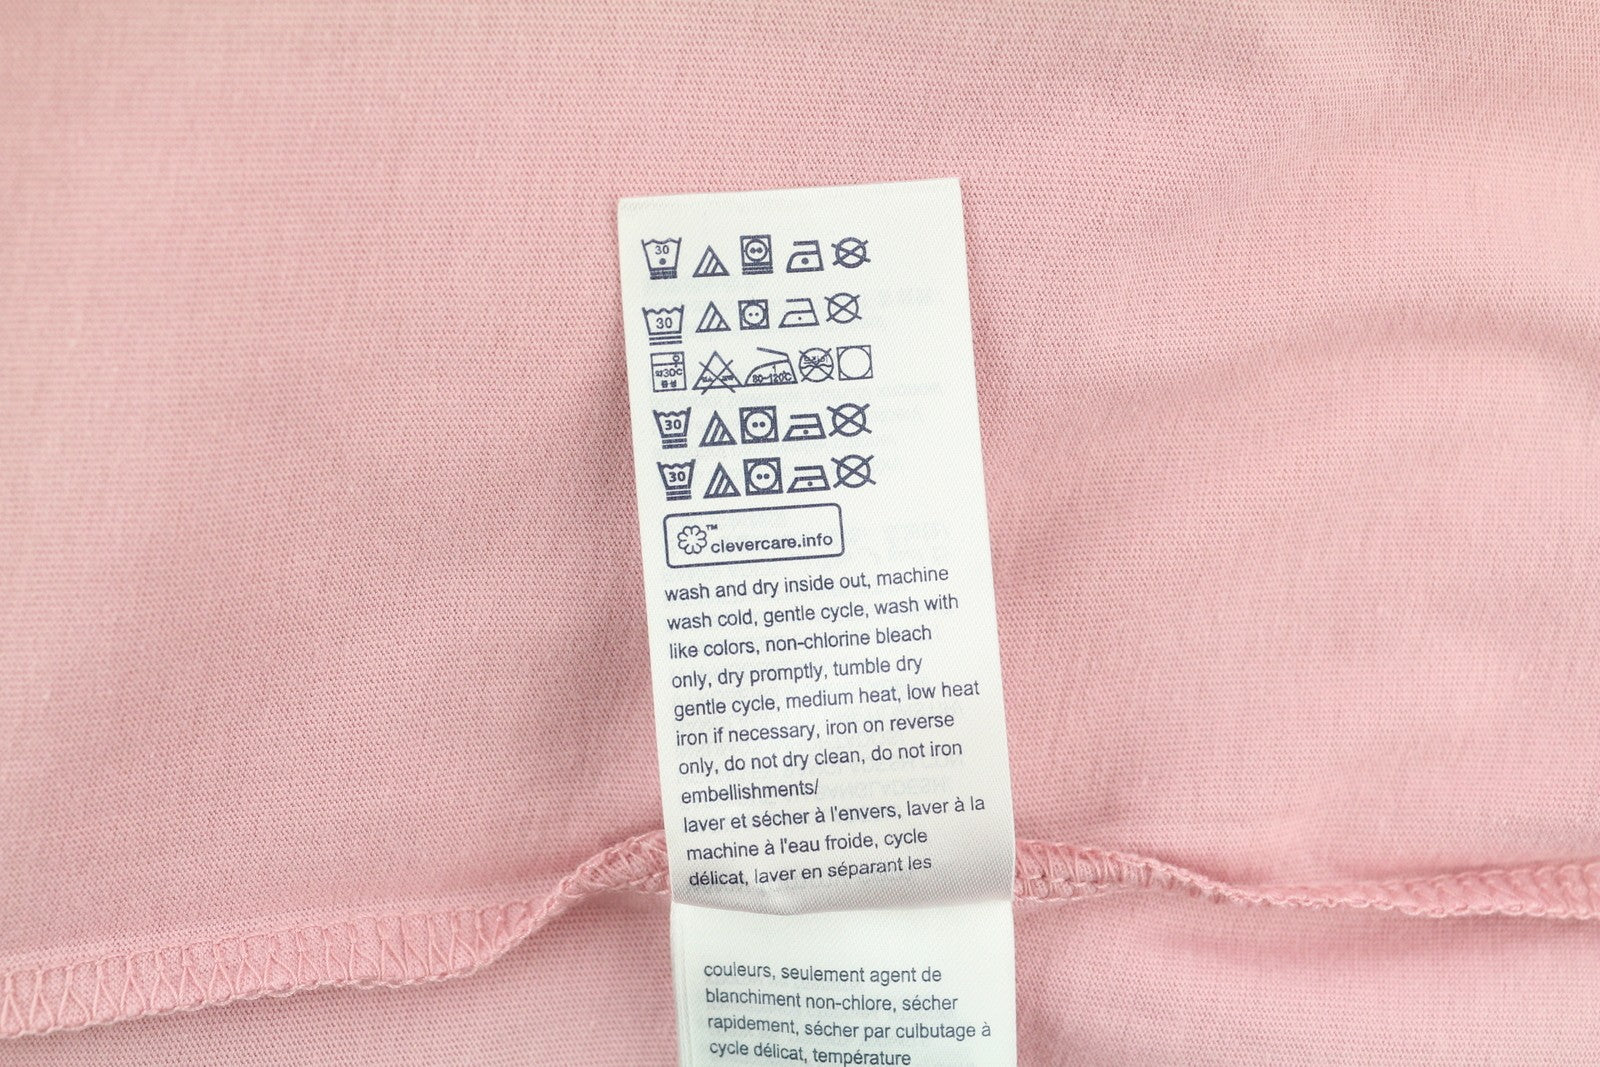 30
30
30
30
™
clevercare.info
wash and dry inside out, machine
wash cold, gentle cycle, wash with
like colors, non-chlorine bleach
only, dry promptly, tumble dry
gentle cycle, medium heat, low heat
iron if necessary, iron on reverse
only, do not dry clean, do not iron
embellishments/
laver et sécher à l'envers, laver à la
machine à l'eau froide, cycle
délicat, laver en séparant les
couleurs, seulement agent de
blanchiment non-chlore, sécher
rapidement, sécher par culbutage à
cycle délicat, température